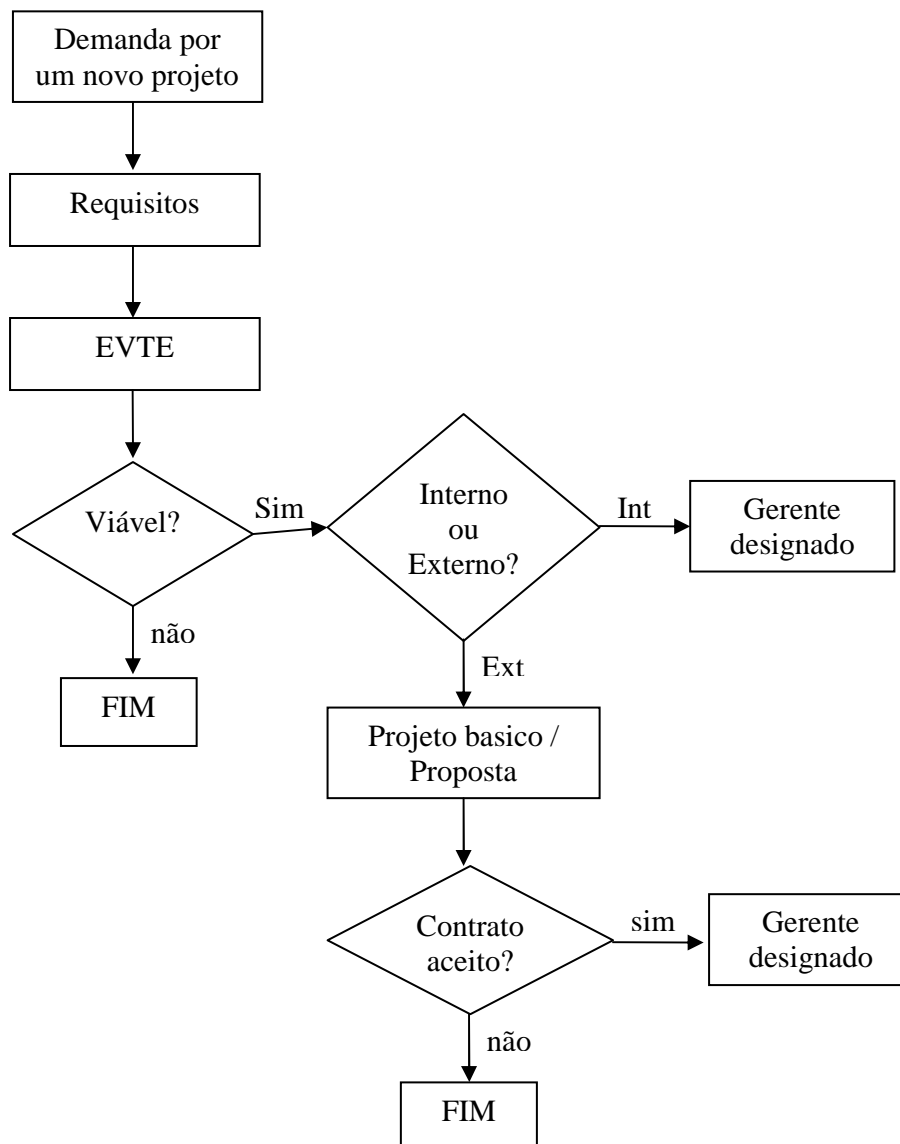 Demanda por
um novo projeto
Requisitos
EVTE
Viável?
Sim
Interno
ou
Externo?
Int
Gerente
designado
não
FIM
Ext
Projeto basico /
Proposta
Contrato
aceito?
sim
Gerente
designado
não
FIM